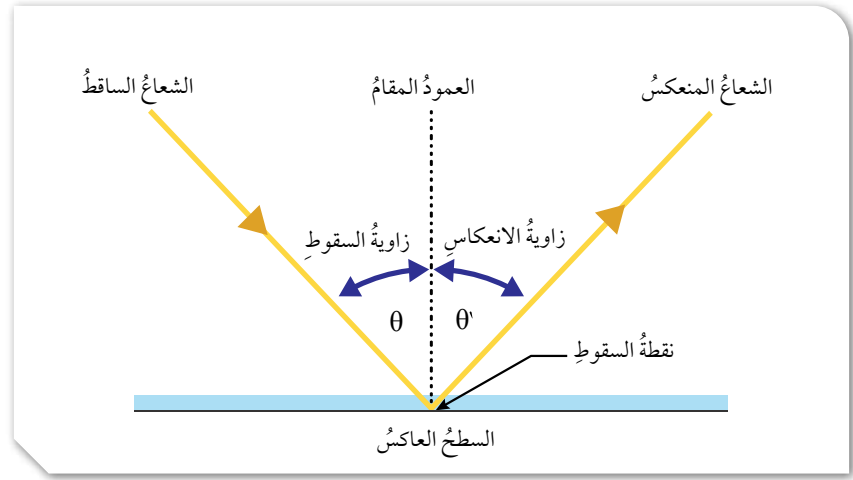 الشعاعُ المنعكسُ
العمودُ المقامُ
الشعاعُ الساقطُ
زاويةُ الانعكاسِ
زاويةُ السقوطِ
θ'
θ
نقطةُ السقوطِ
السطحُ العاكسُ